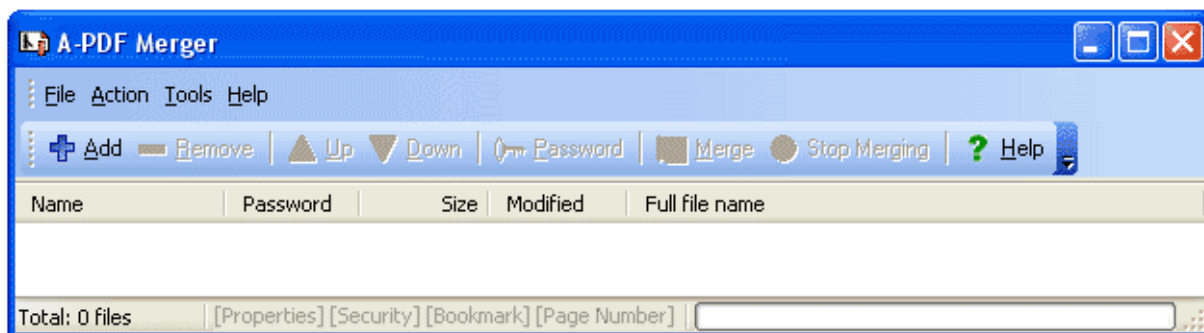 A-PDF Merger
File Action Tools Help
Add Remove Up Down Password Merge Stop Merging ? Help
Name Password Size Modified Full file name
Total: 0 files [Properties] [Security] [Bookmark] [Page Number]